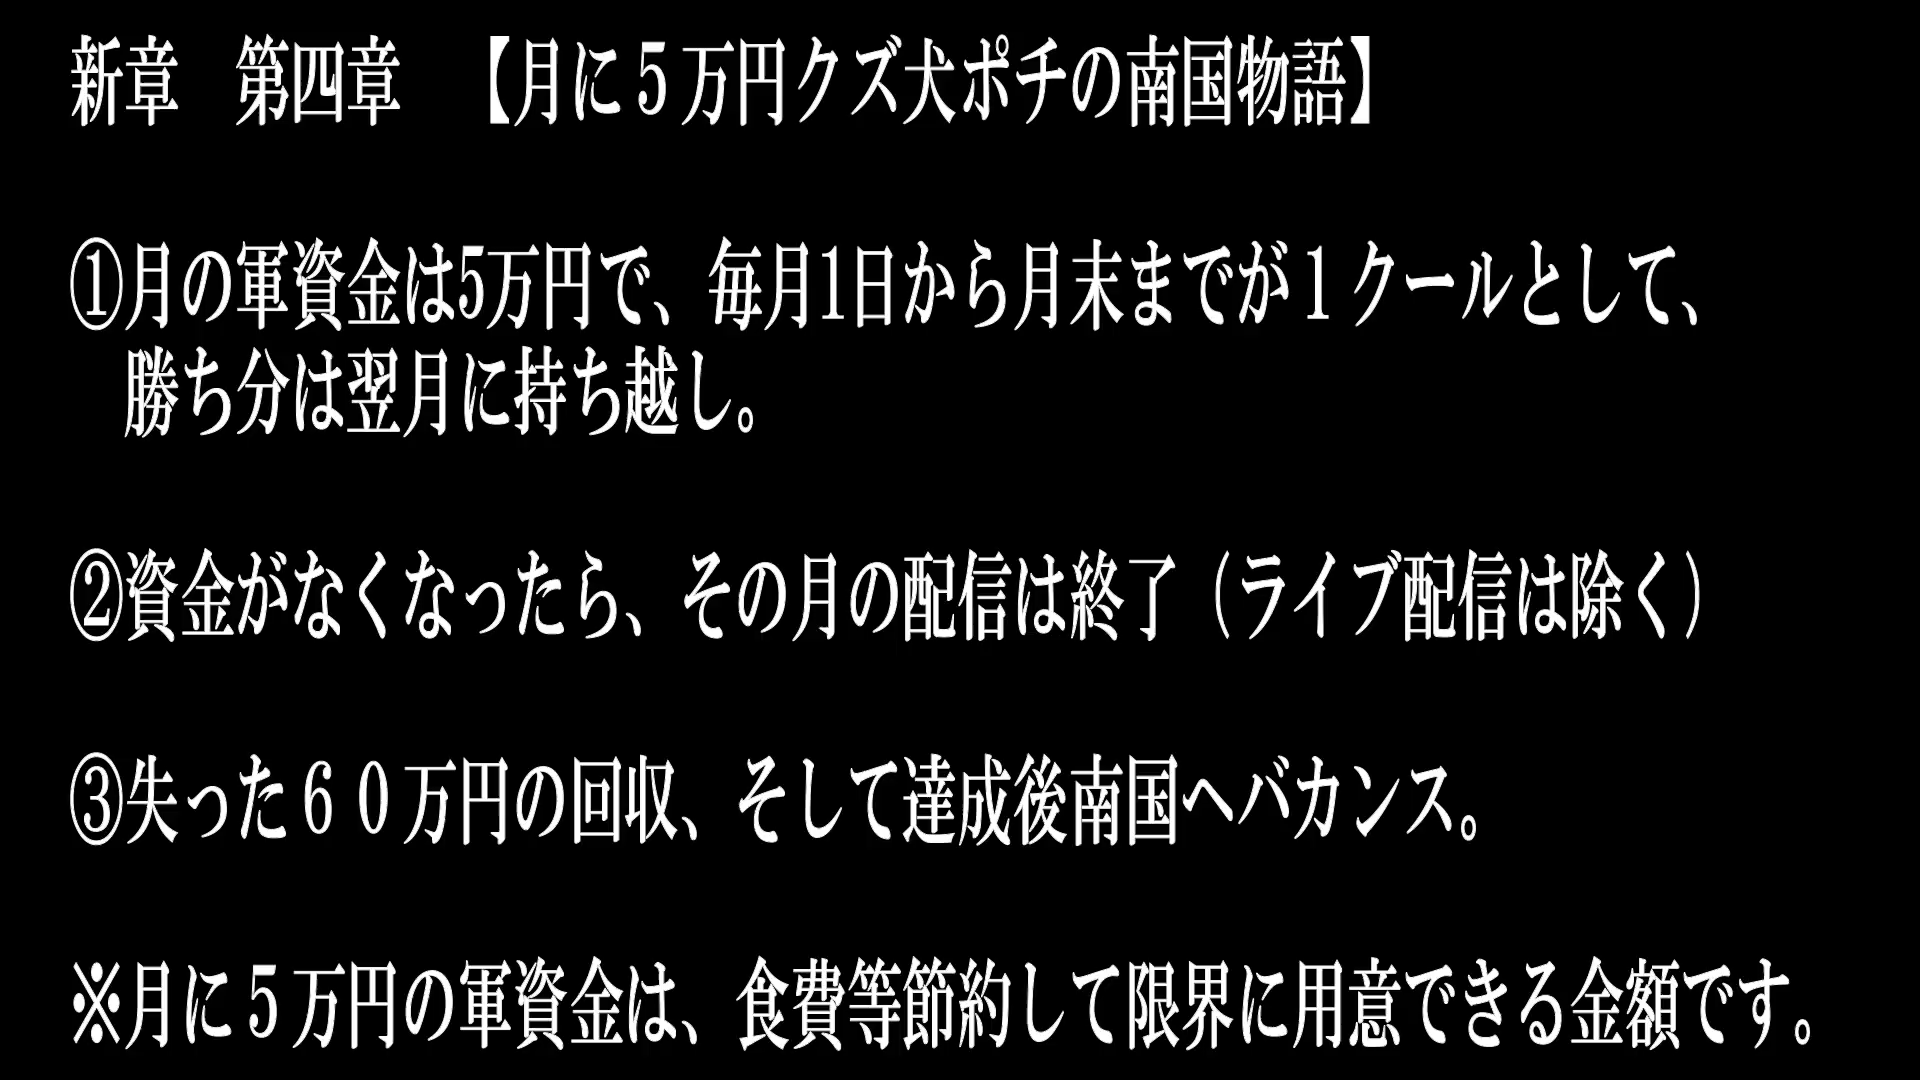 新章　第四章　【月に５万円クズ犬ポチの南国物語】
①月の軍資金は5万円で、毎月1日から月末までが１クールとして、
勝ち分は翌月に持ち越し。
②資金がなくなったら、その月の配信は終了（ライブ配信は除く）
③失った６０万円の回収、そして達成後南国へバカンス。
※月に５万円の軍資金は、食費等節約して限界に用意できる金額です。